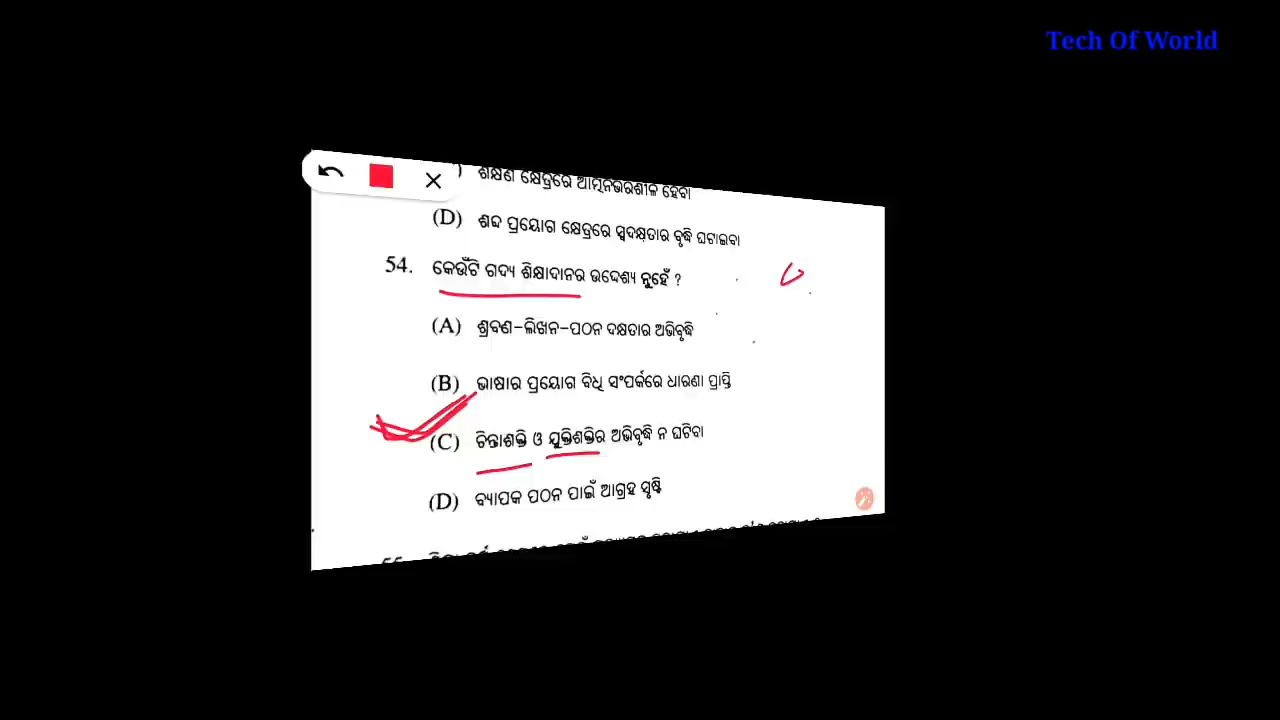 Tech Of World
) ଶିକ୍ଷଣ କ୍ଷେତ୍ରରେ ଆତ୍ମନିର୍ଭରଶୀଳ ହେବା
(D) ଶବ୍ଦ ପ୍ରୟୋଗ କ୍ଷେତ୍ରରେ ସ୍ୱଦକ୍ଷତାର ବୃଦ୍ଧି ଘଟାଇବା
54. କେଉଁଟି ଗଦ୍ୟ ଶିକ୍ଷାଦାନର ଉଦ୍ଦେଶ୍ୟ ନୁହେଁ ?
(A) ଶ୍ରବଣ-ଲିଖନ-ପଠନ ଦକ୍ଷତାର ଅଭିବୃଦ୍ଧି
(B) ଭାଷାର ପ୍ରୟୋଗ ବିଧି ସଂପର୍କରେ ଧାରଣା ପ୍ରାପ୍ତି
(C) ଚିନ୍ତାଶକ୍ତି ଓ ଯୁକ୍ତିଶକ୍ତିର ଅଭିବୃଦ୍ଧି ନ ଘଟିବା
(D) ବ୍ୟାପକ ପଠନ ପାଇଁ ଆଗ୍ରହ ସୃଷ୍ଟି